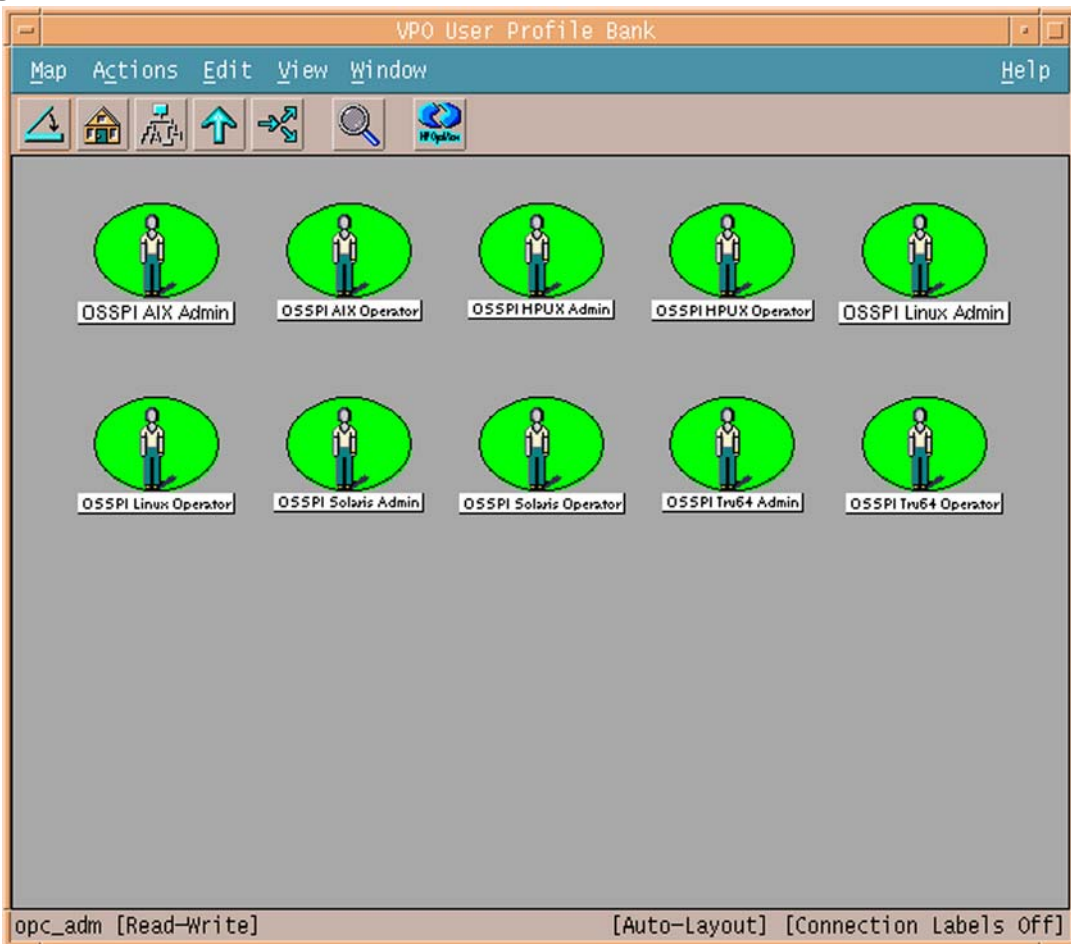 VPO User Profile Bank
Map Actions Edit View Window Help
HP OpenView
OSSPI AIX Admin OSSPI AIX Operator OSSPI HPUX Admin OSSPI HPUX Operator OSSPI Linux Admin
OSSPI Linux Operator OSSPI Solaris Admin OSSPI Solaris Operator OSSPI Tru64 Admin OSSPI Tru64 Operator
opc_adm [Read-Write] [Auto-Layout] [Connection Labels Off]